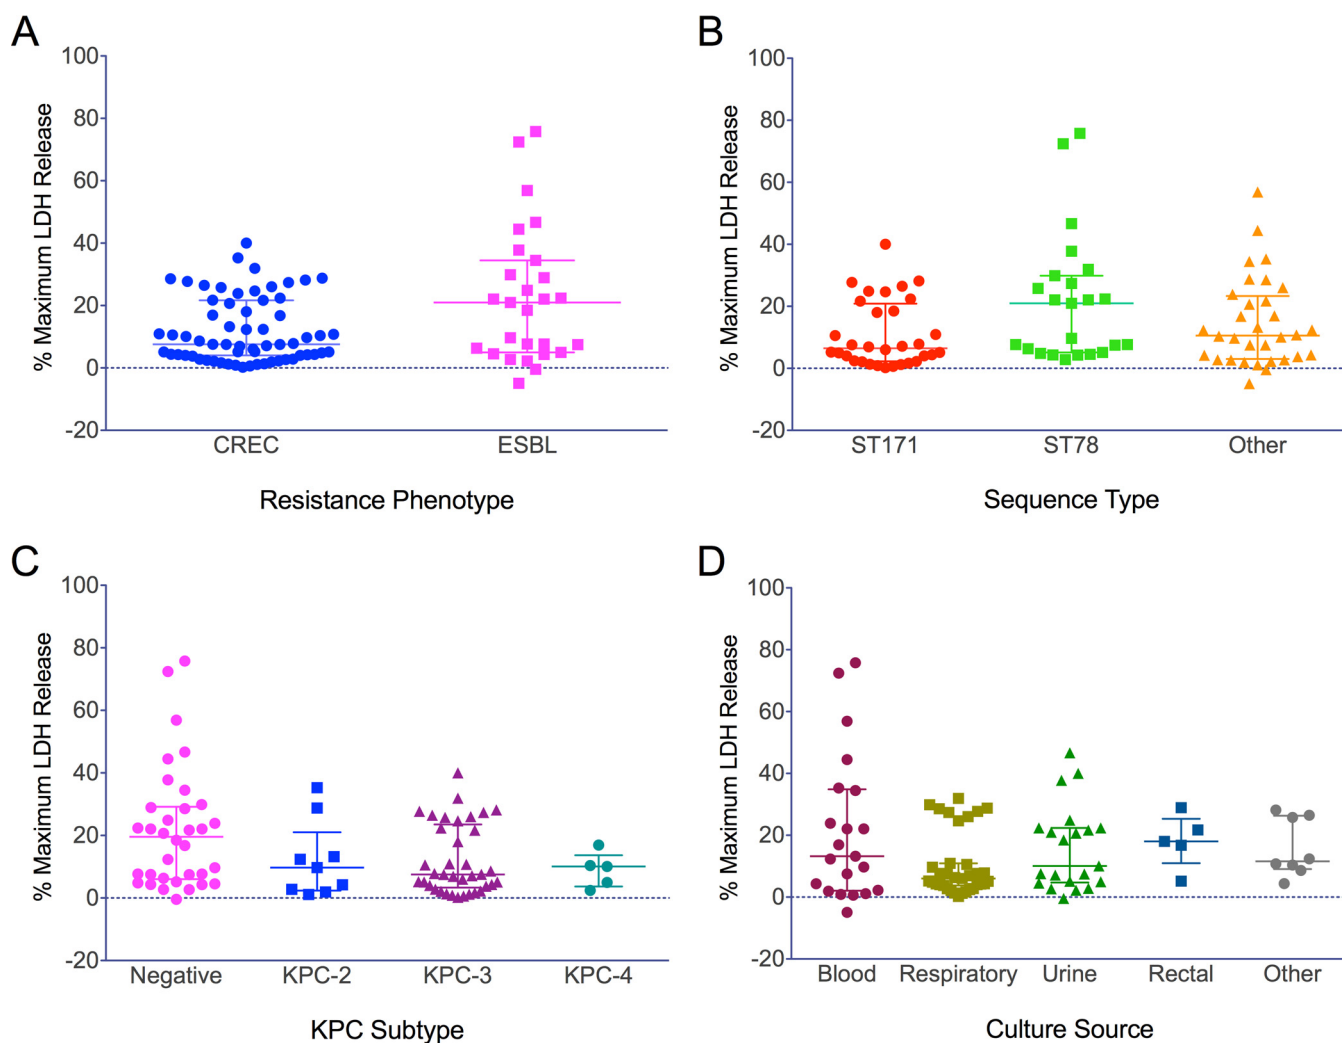 A
% Maximum LDH Release
100
80
60
40
20
0
-20
CREC ESBL
Resistance Phenotype
B
% Maximum LDH Release
100
80
60
40
20
0
-20
ST171 ST78 Other
Sequence Type
C
% Maximum LDH Release
100
80
60
40
20
0
-20
Negative KPC-2 KPC-3 KPC-4
KPC Subtype
D
% Maximum LDH Release
100
80
60
40
20
0
-20
Blood Respiratory Urine Rectal Other
Culture Source